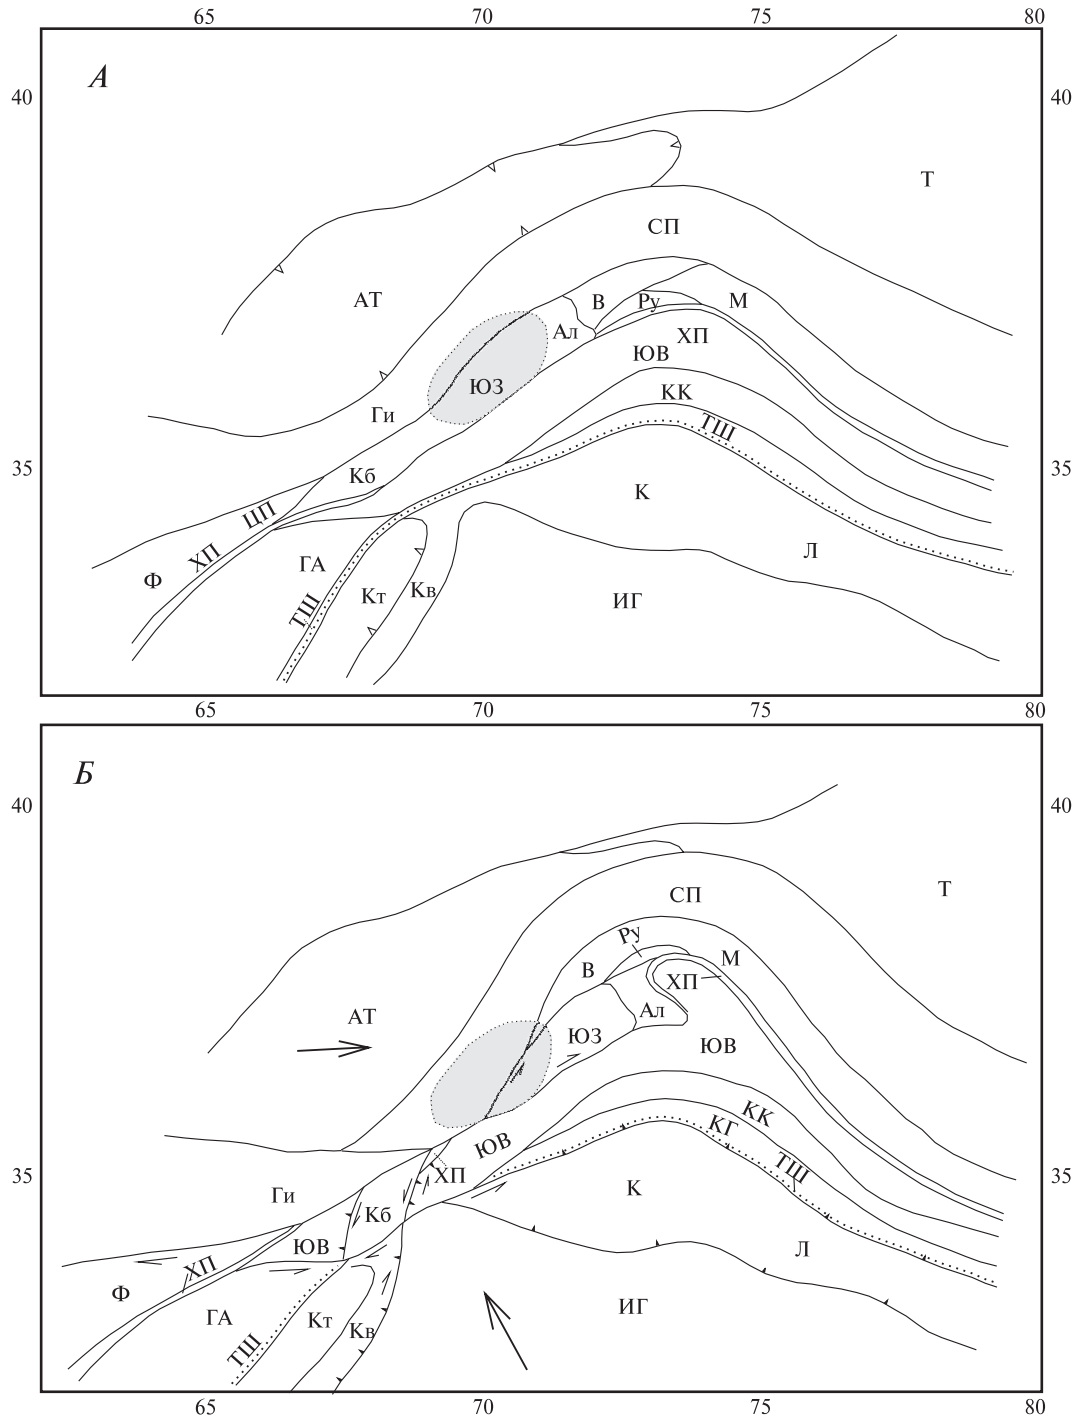 65 70 75 80
А
40 40
Т
СП
АТ
В Ру М
Ал ХП
ЮВ
ЮЗ КК
Ги ТШ
35 35
Кб К
ЦП
ХП Л
Ф ГА
Кт Кв ИГ
ТШ
65 70 75 80
Б
40 40
Т
СП
Ру М
В ХП
Ал
АТ ЮЗ
ЮВ
КК
КГ
ЮВ ТШ
35 ХП 35
Ги К
Кб
ЮВ Л
ХП
Ф ИГ
ГА Кт Кв
ТШ
65 70 75 80